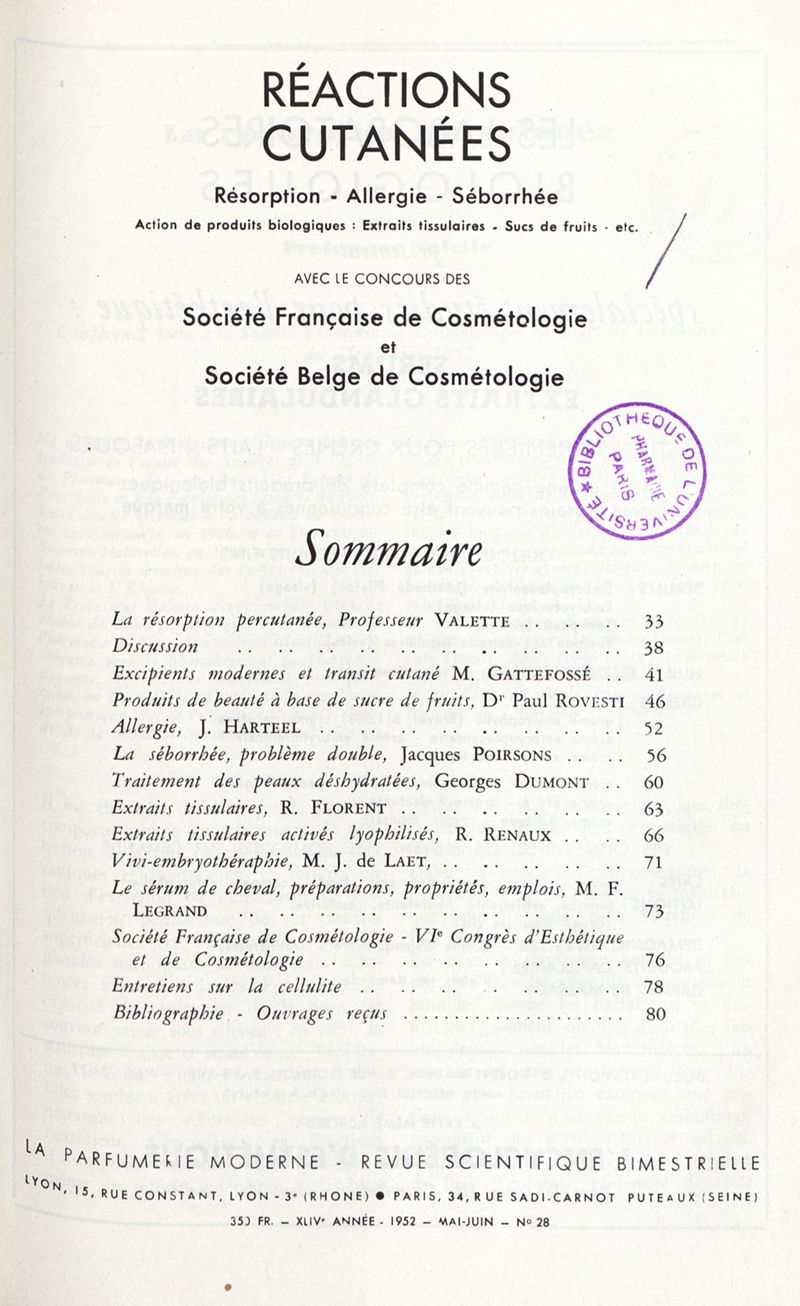 RÉACTIONS
CUTANÉES
Résorption - Allergie - Séborrhée
Action de produits biologiques : Extraits tissulaires - Sucs de fruits - etc.
AVEC LE CONCOURS DES
Société Française de Cosmétologie
et
Société Belge de Cosmétologie
BIBLIOTHEQUE DE L'UNIVERSITÉ
PHARMACIE
PARIS
Sommaire
La résorption percutanée, Professeur VALETTE . . . . . . 33
Discussion . . . . . . . . . . . . . . . . . . . . 38
Excipients modernes et transit cutané M. GATTEFOSSÉ . . 41
Produits de beauté à base de sucre de fruits, Dr Paul ROVESTI 46
Allergie, J. HARTEEL . . . . . . . . . . . . . . . . 52
La séborrhée, problème double, Jacques POIRSONS . . . . 56
Traitement des peaux déshydratées, Georges DUMONT . . 60
Extraits tissulaires, R. FLORENT . . . . . . . . . . . . 63
Extraits tissulaires activés lyophilisés, R. RENAUX . . . . 66
Vivi-embryothéraphie, M. J. de LAET, . . . . . . . . . . 71
Le sérum de cheval, préparations, propriétés, emplois, M. F.
LEGRAND . . . . . . . . . . . . . . . . . . . . 73
Société Française de Cosmétologie - VIe Congrès d'Esthétique
et de Cosmétologie . . . . . . . . . . . . . . . . 76
Entretiens sur la cellulite . . . . . . . . . . . . . . 78
Bibliographie - Ouvrages reçus ...................... 80
LA PARFUMERIE MODERNE - REVUE SCIENTIFIQUE BIMESTRIELLE
LYON, 15, RUE CONSTANT, LYON - 3e (RHONE) ● PARIS, 34, RUE SADI-CARNOT PUTEAUX (SEINE)
350 FR. — XLIVe ANNÉE - 1952 — MAI-JUIN — No 28